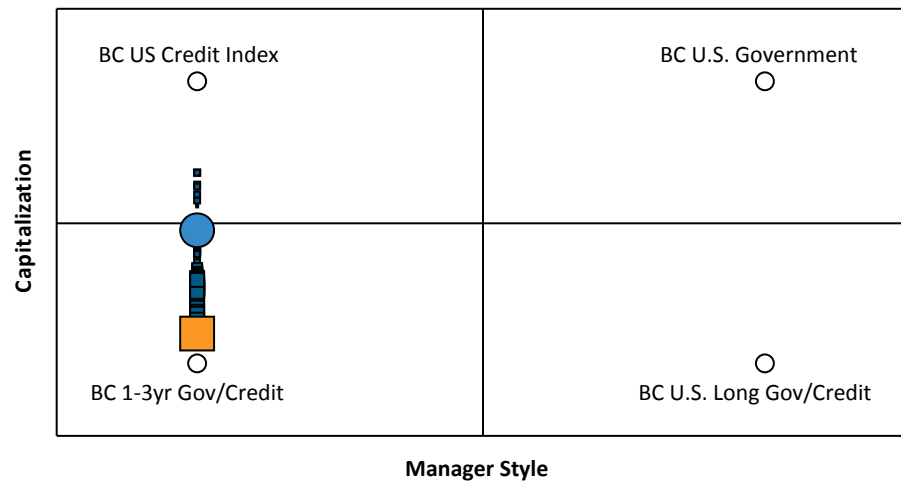 BC US Credit Index
BC U.S. Government
Capitalization
BC 1-3yr Gov/Credit
BC U.S. Long Gov/Credit
Manager Style